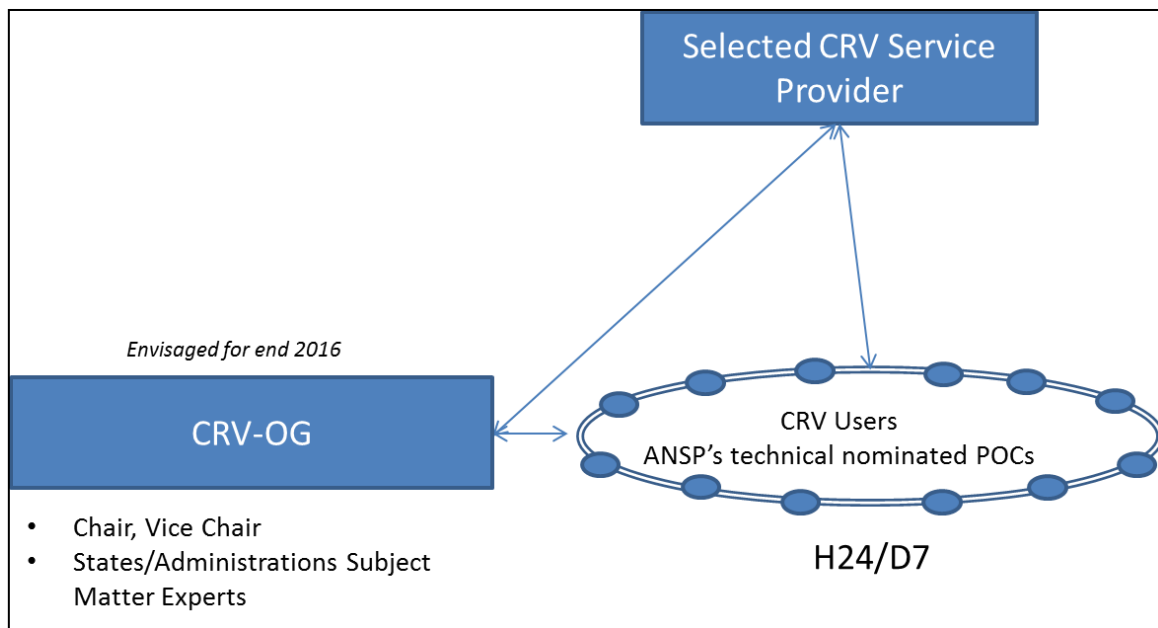 Selected CRV Service
Provider
Envisaged for end 2016
CRV-OG
CRV Users
ANSP's technical nominated POCs
• Chair, Vice Chair
• States/Administrations Subject
Matter Experts
H24/D7